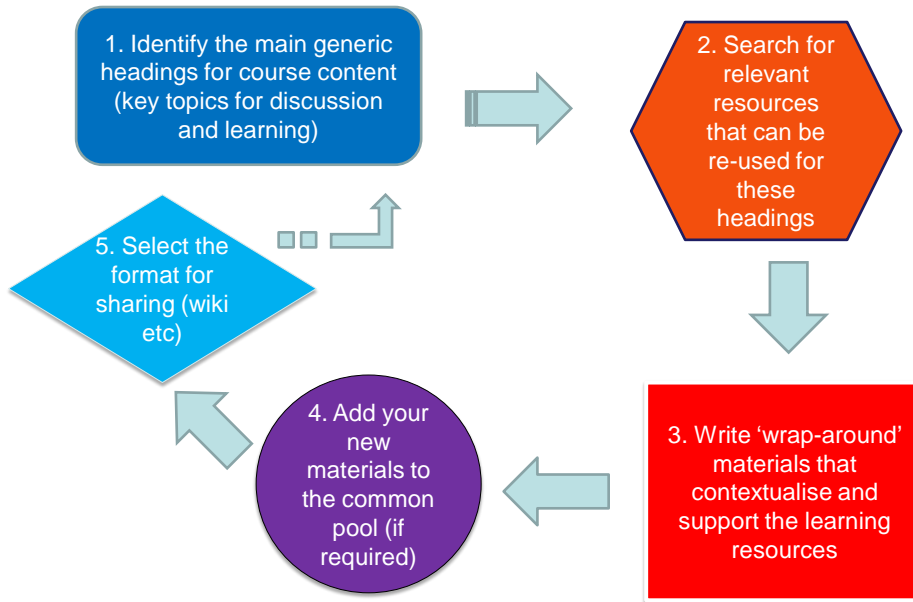 1. Identify the main generic
headings for course content
(key topics for discussion
and learning)
2. Search for
relevant
resources
that can be
re-used for
these
headings
3. Write ‘wrap-around’
materials that
contextualise and
support the learning
resources
4. Add your
new
materials to
the common
pool (if
required)
5. Select the
format for
sharing (wiki
etc)